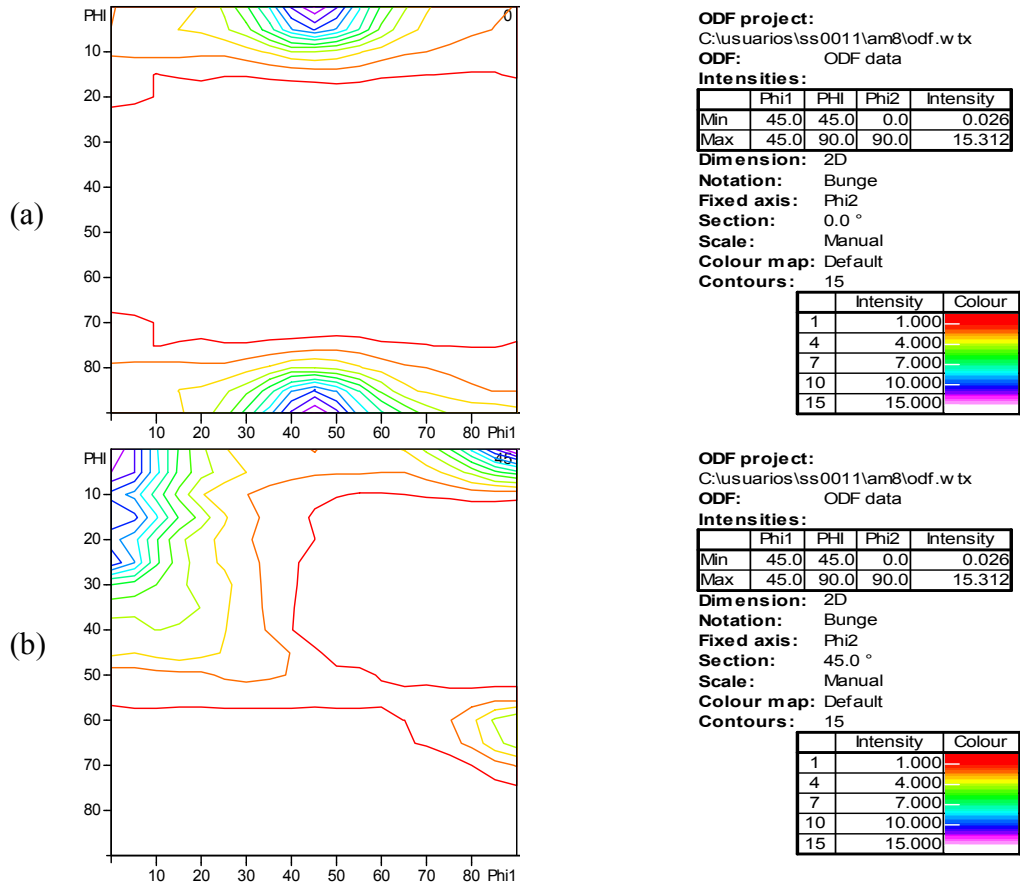 (a)
PHI
0
10
20
30
40
50
60
70
80
10 20 30 40 50 60 70 80 Phi1
ODF project:
C:\usuarios\ss0011\am8\odf.wtx
ODF: ODF data
Intensities:
Phi1 PHI Phi2 Intensity
Min 45.0 45.0 0.0 0.026
Max 45.0 90.0 90.0 15.312
Dimension: 2D
Notation: Bunge
Fixed axis: Phi2
Section: 0.0 °
Scale: Manual
Colour map: Default
Contours: 15
Intensity Colour
1 1.000
4 4.000
7 7.000
10 10.000
15 15.000
(b)
PHI
45
10
20
30
40
50
60
70
80
10 20 30 40 50 60 70 80 Phi1
ODF project:
C:\usuarios\ss0011\am8\odf.wtx
ODF: ODF data
Intensities:
Phi1 PHI Phi2 Intensity
Min 45.0 45.0 0.0 0.026
Max 45.0 90.0 90.0 15.312
Dimension: 2D
Notation: Bunge
Fixed axis: Phi2
Section: 45.0 °
Scale: Manual
Colour map: Default
Contours: 15
Intensity Colour
1 1.000
4 4.000
7 7.000
10 10.000
15 15.000